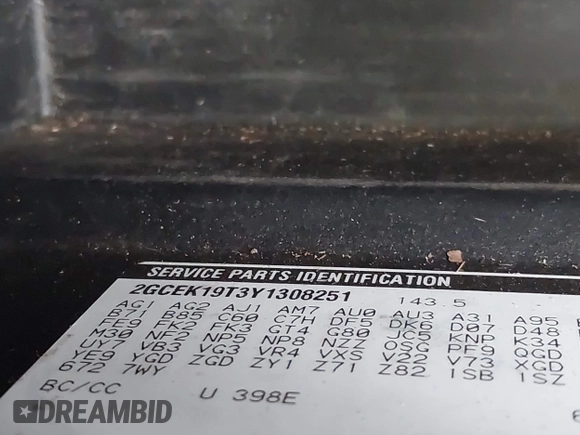 SERVICE PARTS IDENTIFICATION
2GCEK19T3Y1308251 143.5
AG1 AG2 AJ1 AM7 AU0 AU3 A31 A95
B71 B85 C60 C7H DF5 DK6 D07 D48
FE9 FK2 FK3 GT4 G80 JC5 KNP K34
M30 NP2 NP5 NP8 NZZ PF9 QGD
UY7 VB3 VG3 VR4 VXS V22 V73 XGD
YE9 YGD ZGD ZY1 Z71 Z82 1SB 1SZ
672 7WY
BC/CC U 398E
DREAMBID